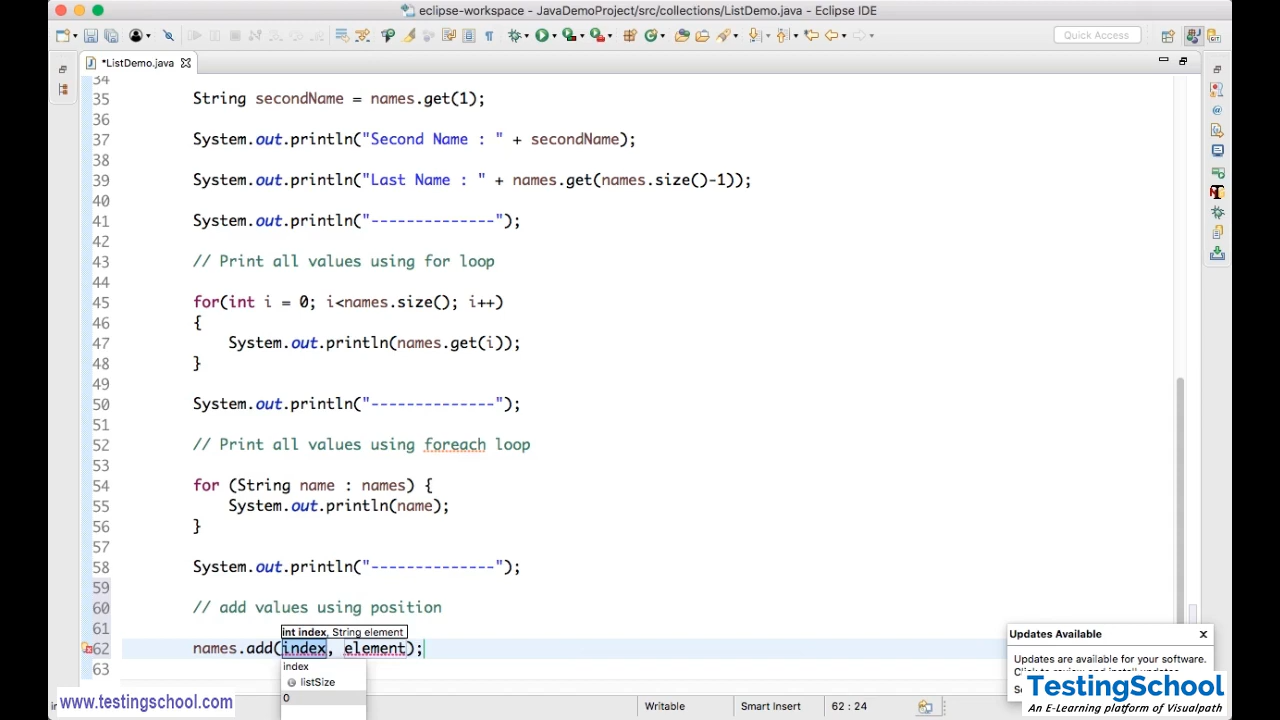 eclipse-workspace - JavaDemoProject/src/collections/ListDemo.java - Eclipse IDE
Quick Access
*ListDemo.java
34
35 String secondName = names.get(1);
36
37 System.out.println("Second Name : " + secondName);
38
39 System.out.println("Last Name : " + names.get(names.size()-1));
40
41 System.out.println("--------------");
42
43 // Print all values using for loop
44
45 for(int i = 0; i<names.size(); i++)
46 {
47 System.out.println(names.get(i));
48 }
49
50 System.out.println("--------------");
51
52 // Print all values using foreach loop
53
54 for (String name : names) {
55 System.out.println(name);
56 }
57
58 System.out.println("--------------");
59
60 // add values using position
61
int index, String element
62 names.add(index, element);
63
index
listSize
0
Updates Available
Updates are available for your software.
Click to review and install updates.
www.testingschool.com
Writable
Smart Insert
62 : 24
TestingSchool
An E-Learning platform of Visualpath